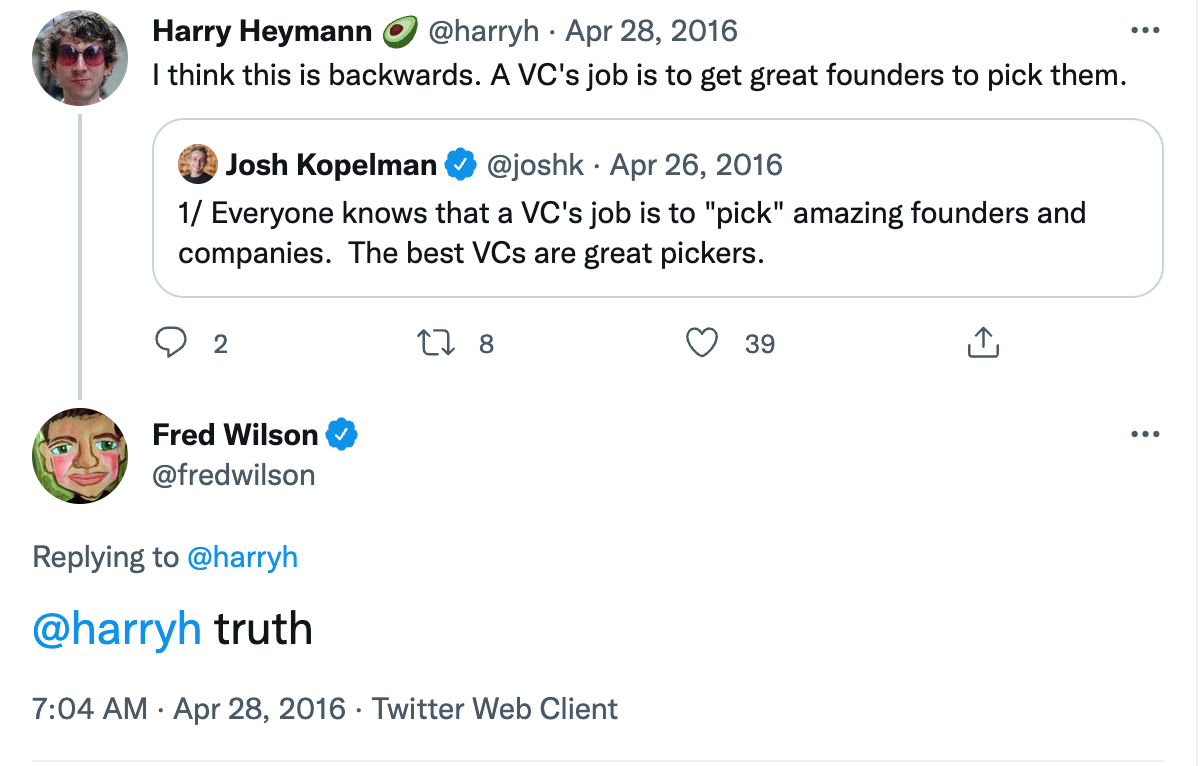 Harry Heymann 🥑 @harryh · Apr 28, 2016
I think this is backwards. A VC's job is to get great founders to pick them.
Josh Kopelman @joshk · Apr 26, 2016
1/ Everyone knows that a VC's job is to "pick" amazing founders and
companies.  The best VCs are great pickers.
2 8 39
Fred Wilson
@fredwilson
Replying to @harryh
@harryh truth
7:04 AM · Apr 28, 2016 · Twitter Web Client